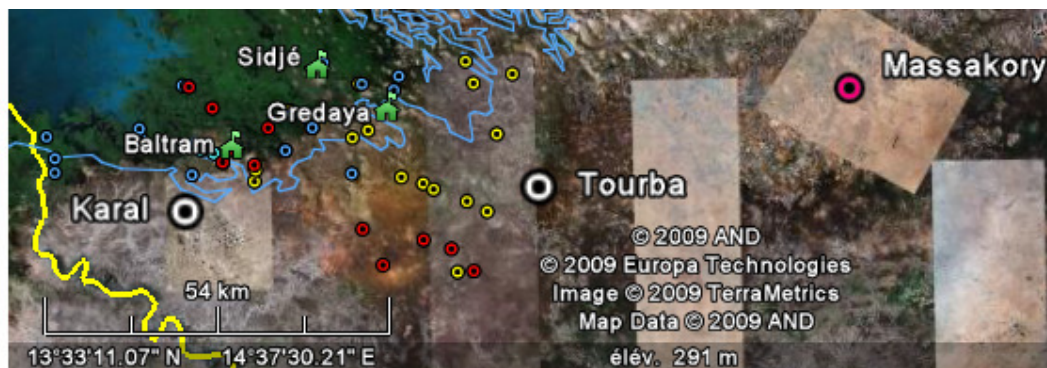 Sidjé
Massakory
Gredaya
Baltram
Tourba
Karal
© 2009 AND
© 2009 Europa Technologies
Image © 2009 TerraMetrics
Map Data © 2009 AND
54 km
13°33'11.07" N 14°37'30.21" E élév. 291 m